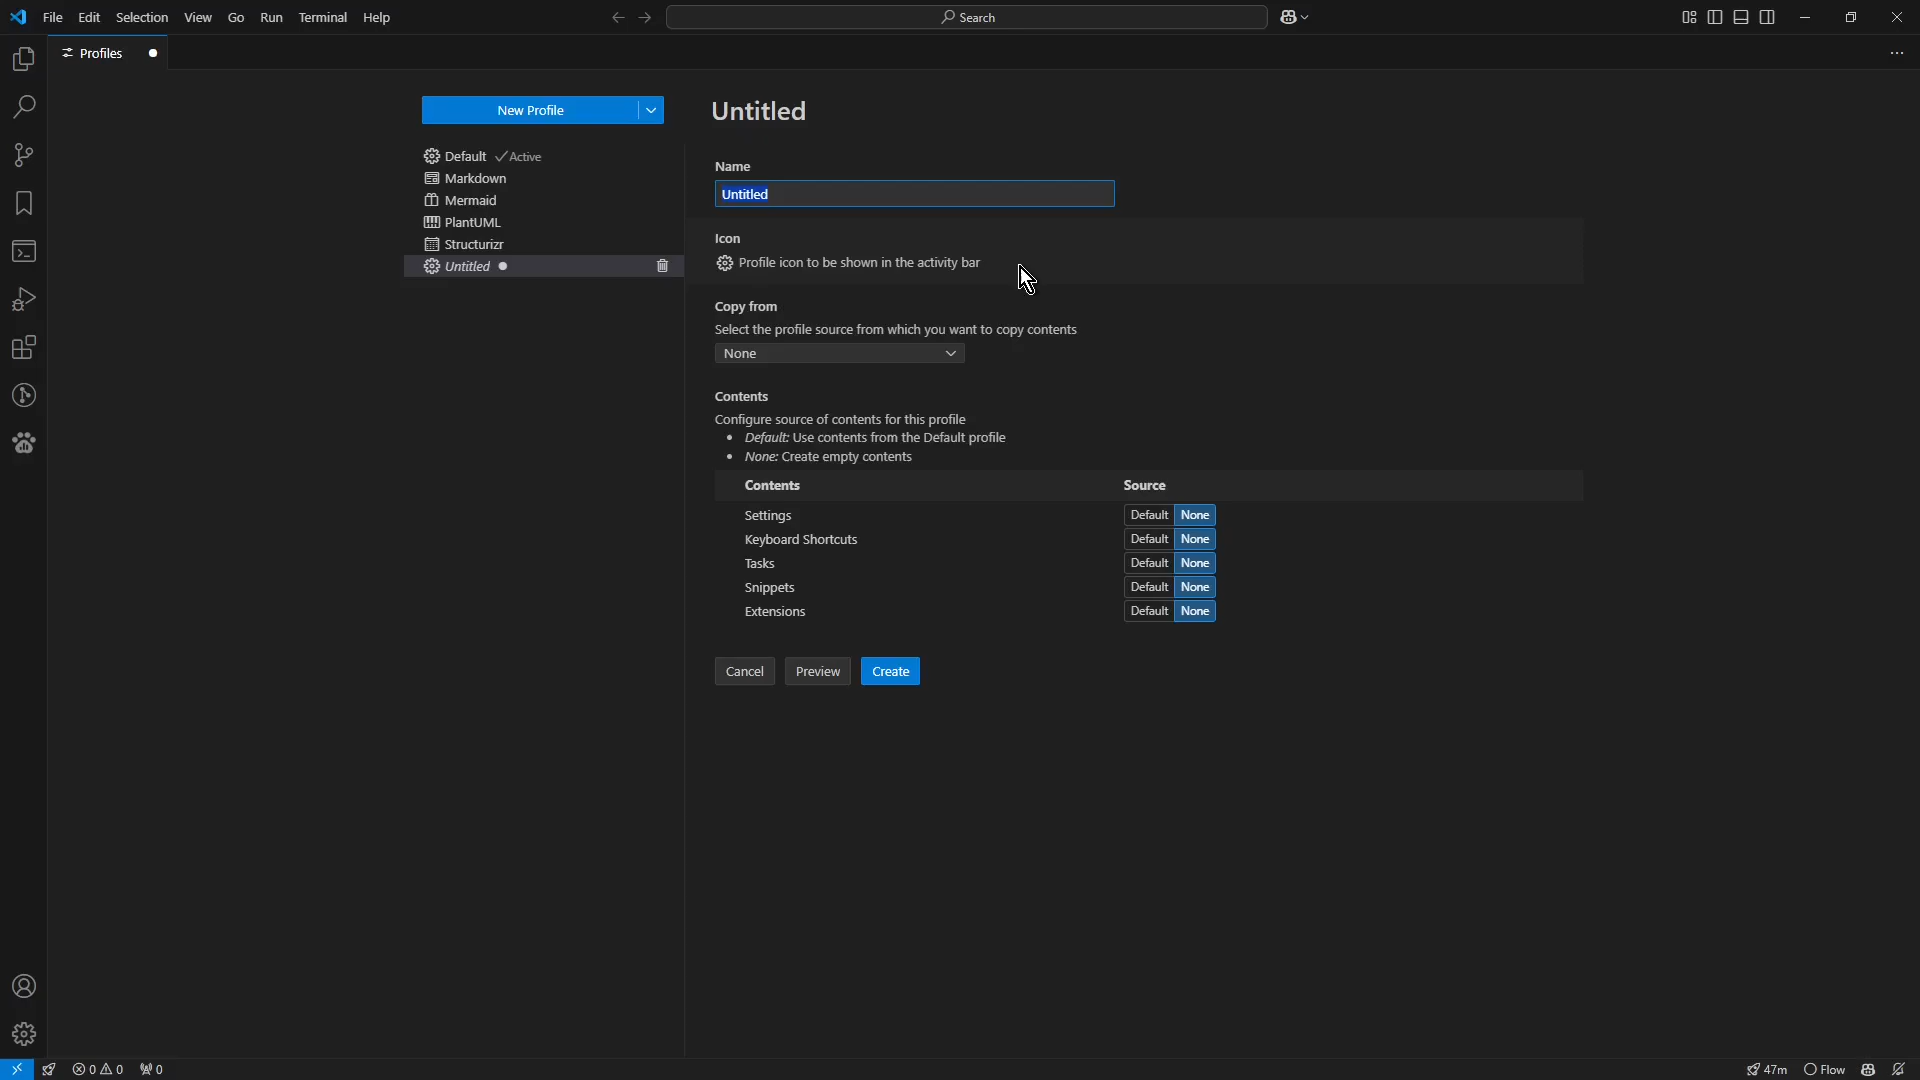 File Edit Selection View Go Run Terminal Help
Search
Profiles
New Profile
Default Active
Markdown
Mermaid
PlantUML
Structurizr
Untitled
Untitled
Name
Untitled
Icon
Profile icon to be shown in the activity bar
Copy from
Select the profile source from which you want to copy contents
None
Contents
Configure source of contents for this profile
• Default: Use contents from the Default profile
• None: Create empty contents
Contents Source
Settings Default None
Keyboard Shortcuts Default None
Tasks Default None
Snippets Default None
Extensions Default None
Cancel Preview Create
0 0 0 47m Flow